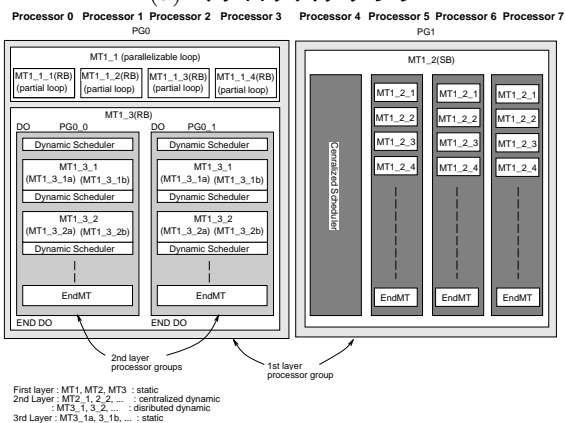 Processor 0 Processor 1 Processor 2 Processor 3 Processor 4 Processor 5 Processor 6 Processor 7
PG0 PG1
MT1_1 (parallelizable loop)
MT1_1_1(RB) MT1_1_2(RB) MT1_1_3(RB) MT1_1_4(RB)
(partial loop) (partial loop) (partial loop) (partial loop)
MT1_3(RB)
DO PG0_0 DO PG0_1
Dynamic Scheduler Dynamic Scheduler
MT1_3_1 MT1_3_1
(MT1_3_1a) (MT1_3_1b) (MT1_3_1a) (MT1_3_1b)
Dynamic Scheduler Dynamic Scheduler
MT1_3_2 MT1_3_2
(MT1_3_2a) (MT1_3_2b) (MT1_3_2a) (MT1_3_2b)
Dynamic Scheduler Dynamic Scheduler
EndMT EndMT
END DO END DO
MT1_2(SB)
Cenralized Scheduler
MT1_2_1 MT1_2_1 MT1_2_1
MT1_2_2 MT1_2_2 MT1_2_2
MT1_2_3 MT1_2_3 MT1_2_3
MT1_2_4 MT1_2_4 MT1_2_4
EndMT EndMT EndMT
2nd layer
processor groups
1st layer
processor group
First layer : MT1, MT2, MT3 : static
2nd Layer : MT2_1, 2_2, ... : centralized dynamic
: MT3_1, 3_2, ... : disributed dynamic
3rd Layer : MT3_1a, 3_1b, ... : static